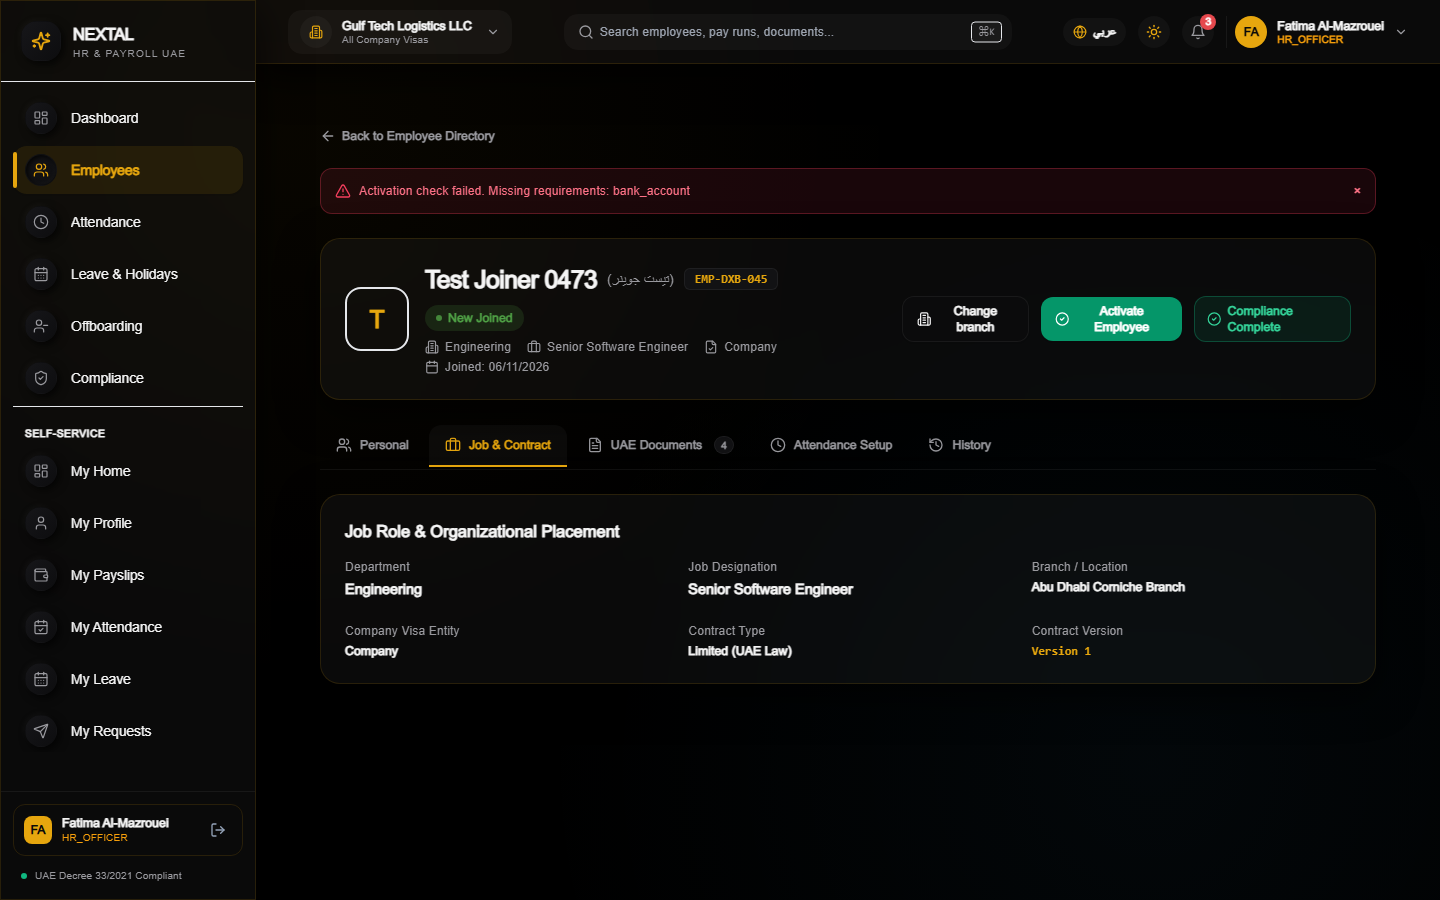 NEXTAL
HR & PAYROLL UAE
Gulf Tech Logistics LLC
All Company Visas
Search employees, pay runs, documents...
⌘K
عربي
3
FA
Fatima Al-Mazrouei
HR_OFFICER
Dashboard
Employees
Attendance
Leave & Holidays
Offboarding
Compliance
SELF-SERVICE
My Home
My Profile
My Payslips
My Attendance
My Leave
My Requests
FA
Fatima Al-Mazrouei
HR_OFFICER
UAE Decree 33/2021 Compliant
Back to Employee Directory
Activation check failed. Missing requirements: bank_account
×
T
Test Joiner 0473 (تيست جوينر) EMP-DXB-045
New Joined
Engineering Senior Software Engineer Company
Joined: 06/11/2026
Change branch
Activate Employee
Compliance Complete
Personal
Job & Contract
UAE Documents 4
Attendance Setup
History
Job Role & Organizational Placement
Department
Engineering
Job Designation
Senior Software Engineer
Branch / Location
Abu Dhabi Corniche Branch
Company Visa Entity
Company
Contract Type
Limited (UAE Law)
Contract Version
Version 1